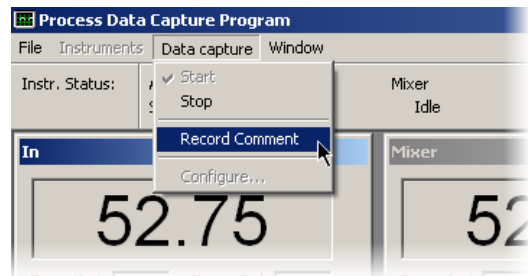 Process Data Capture Program
File Instruments Data capture Window
Instr. Status:
Start
Stop
Record Comment
Configure...
Mixer
Idle
In
52.75
Mixer
52